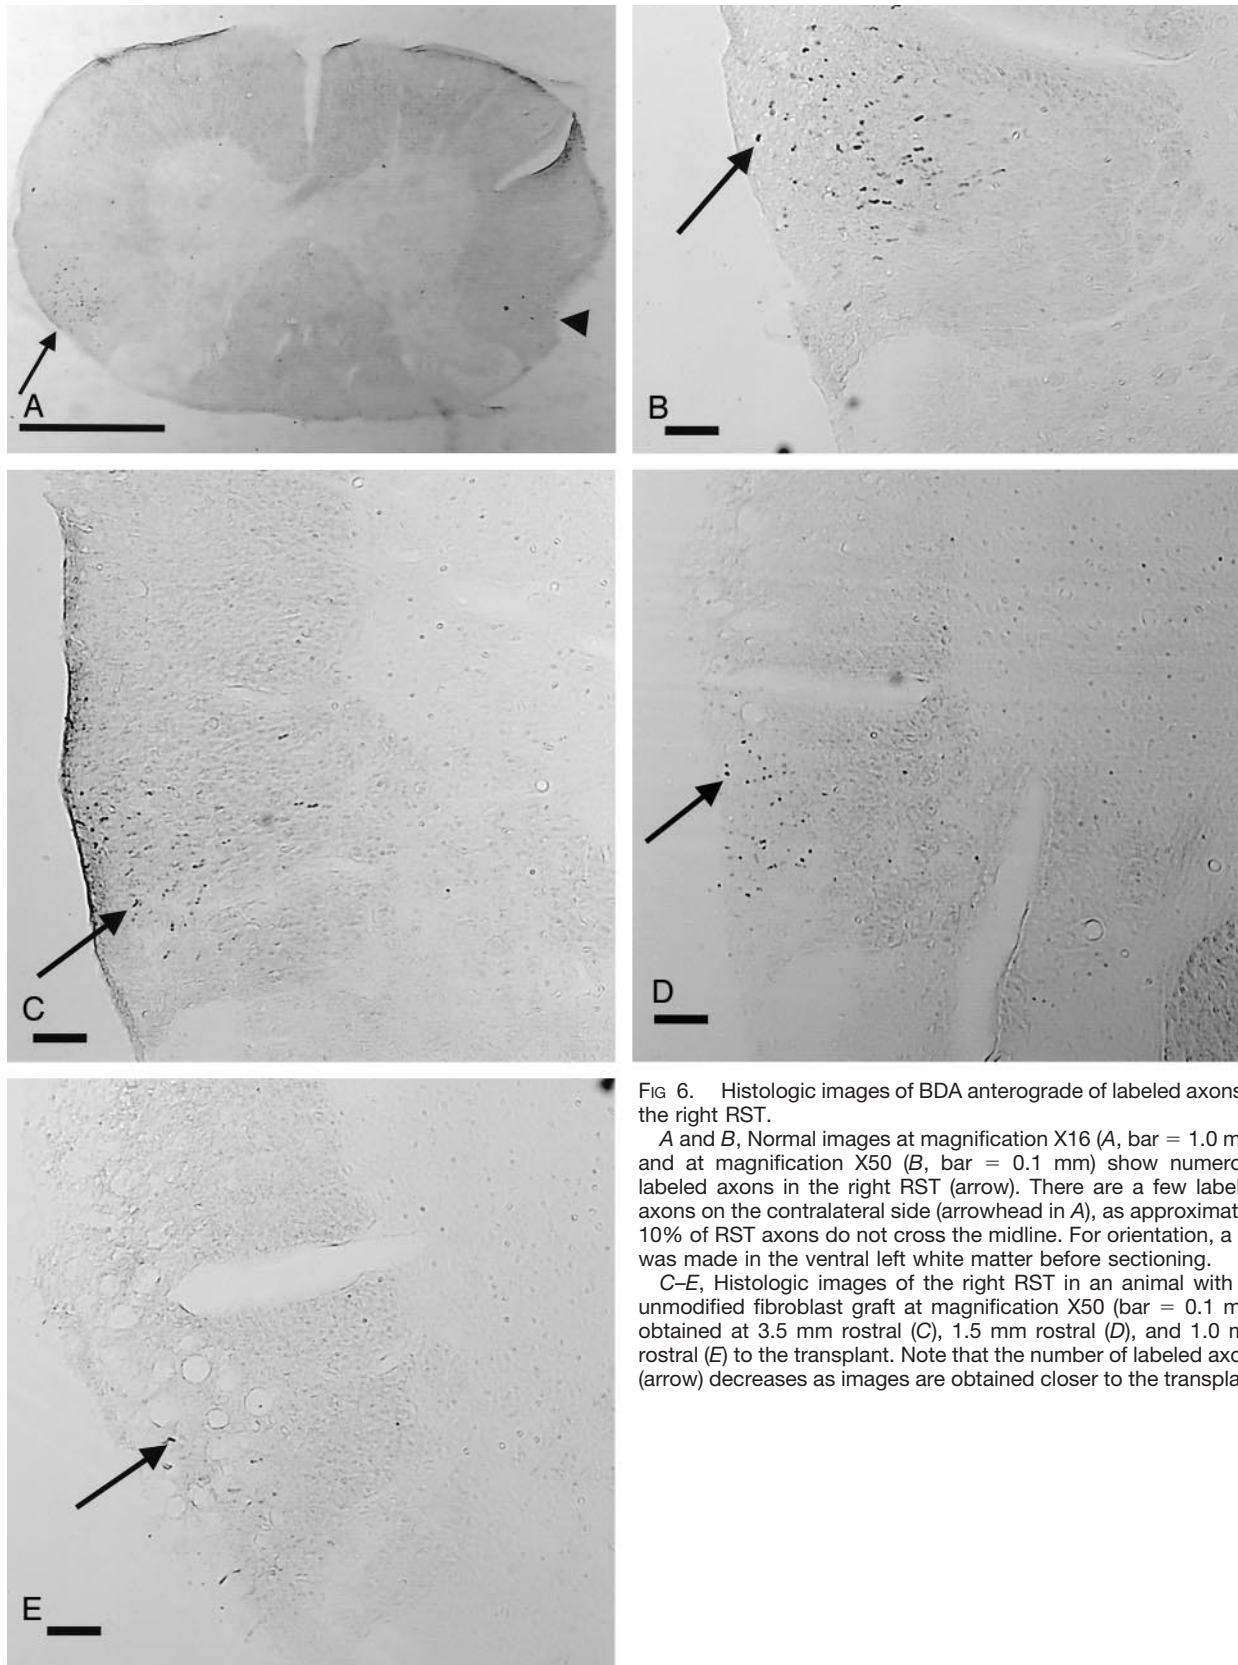 A
B
C
D
E
FIG 6. Histologic images of BDA anterograde of labeled axons
the right RST.
A and B, Normal images at magnification X16 (A, bar = 1.0 m
and at magnification X50 (B, bar = 0.1 mm) show numero
labeled axons in the right RST (arrow). There are a few label
axons on the contralateral side (arrowhead in A), as approximat
10% of RST axons do not cross the midline. For orientation, a
was made in the ventral left white matter before sectioning.
C–E, Histologic images of the right RST in an animal with
unmodified fibroblast graft at magnification X50 (bar = 0.1 m
obtained at 3.5 mm rostral (C), 1.5 mm rostral (D), and 1.0 m
rostral (E) to the transplant. Note that the number of labeled axo
(arrow) decreases as images are obtained closer to the transpla